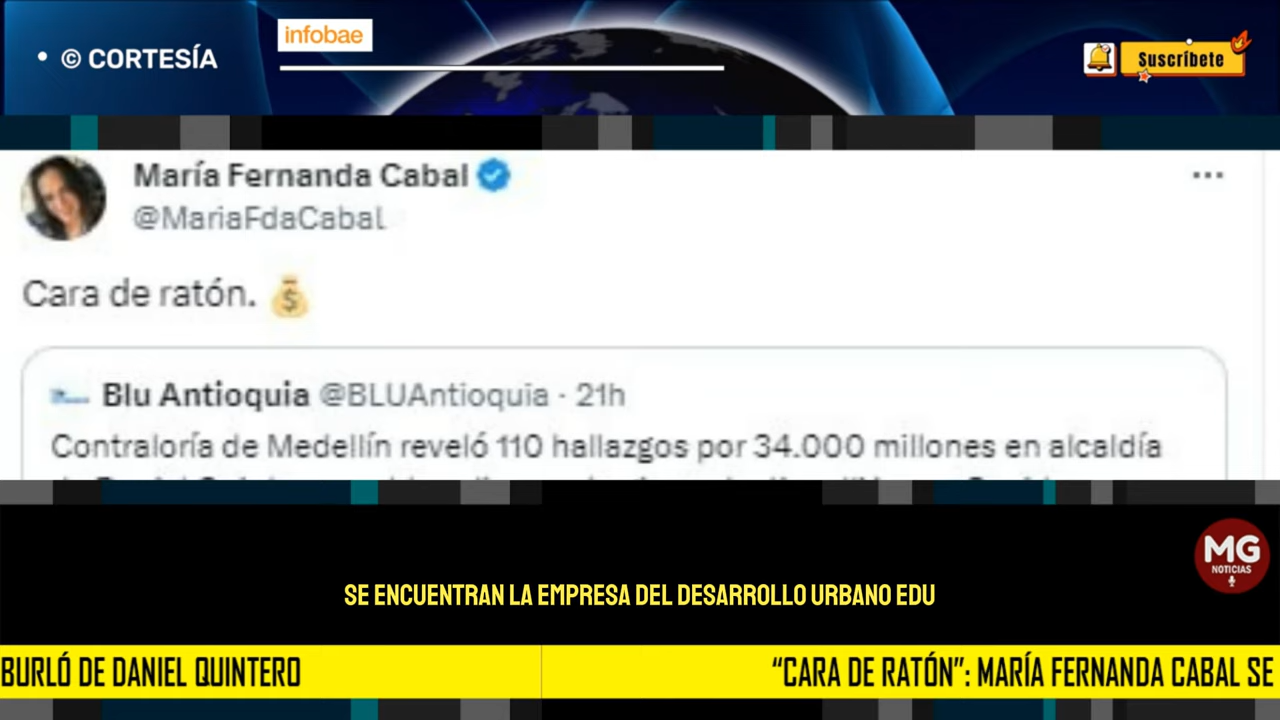 • © CORTESÍA
infobae
Suscríbete
María Fernanda Cabal
@MariaFdaCabal
Cara de ratón.
Blu Antioquia @BLUAntioquia · 21h
Contraloría de Medellín reveló 110 hallazgos por 34.000 millones en alcaldía
MG
NOTICIAS
SE ENCUENTRAN LA EMPRESA DEL DESARROLLO URBANO EDU
BURLÓ DE DANIEL QUINTERO
“CARA DE RATÓN”: MARÍA FERNANDA CABAL SE